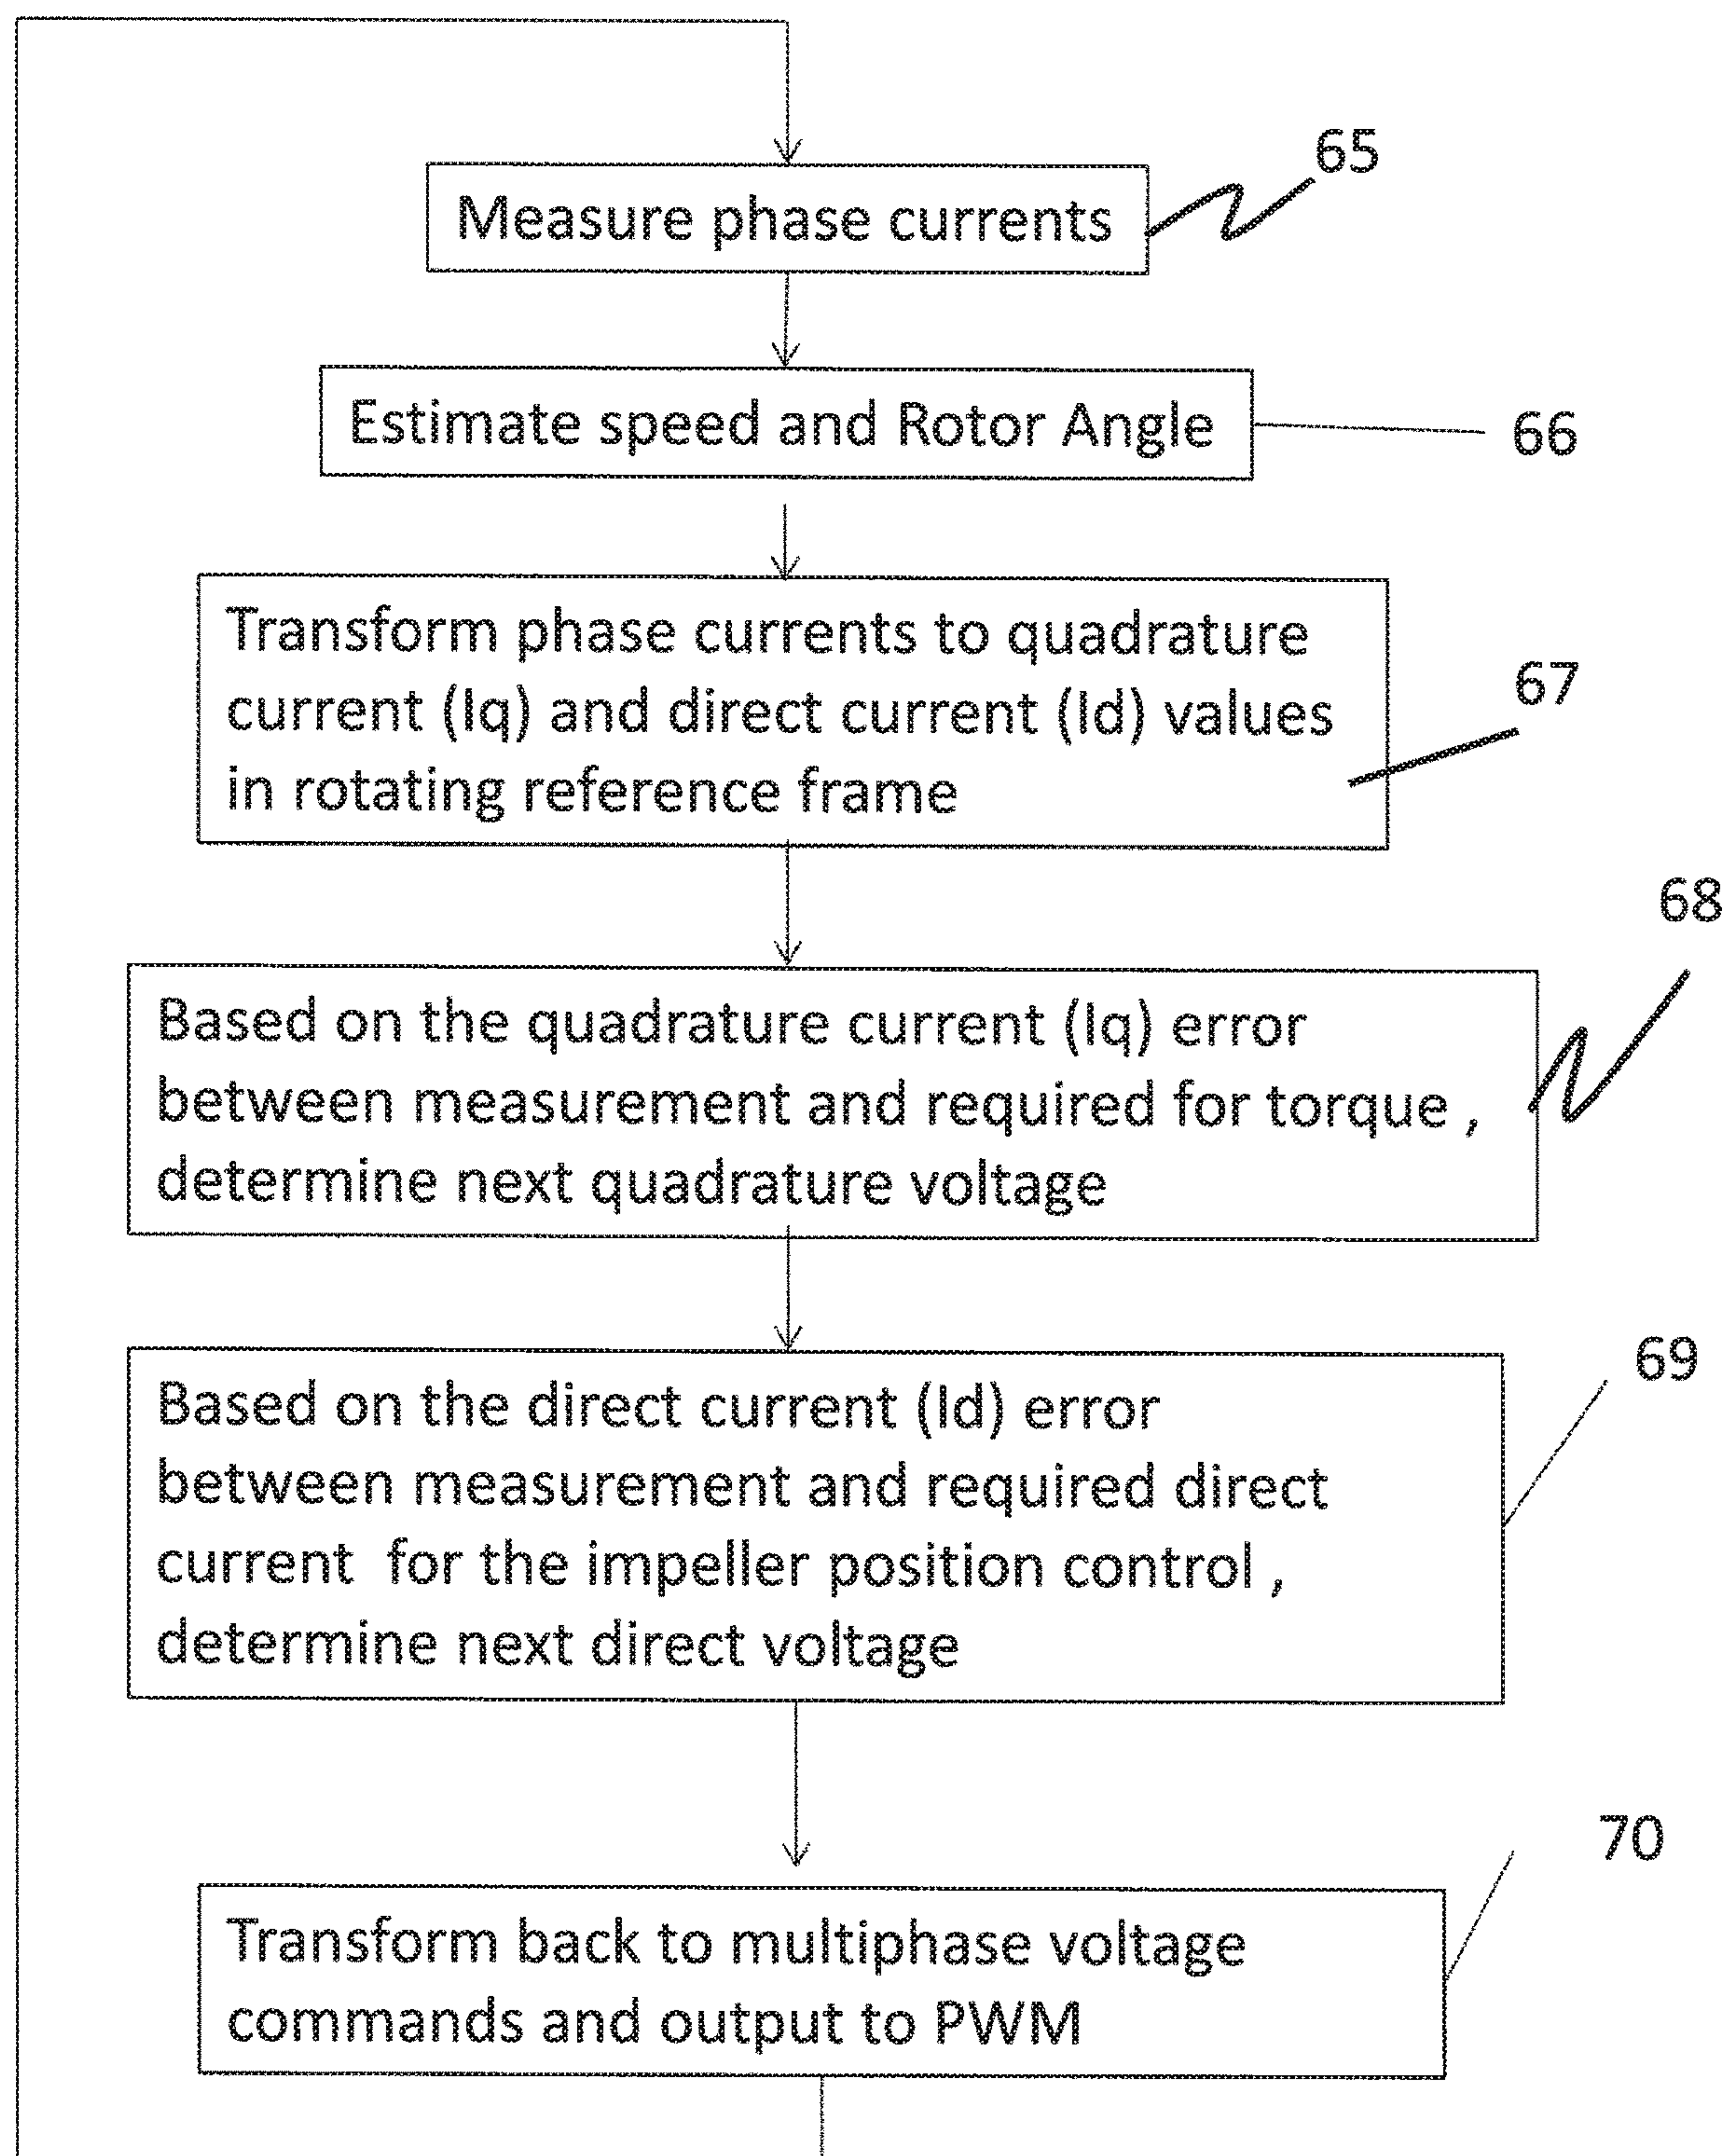 65
Measure phase currents
Estimate speed and Rotor Angle
66
Transform phase currents to quadrature
current (Iq) and direct current (Id) values
in rotating reference frame
67
68
Based on the quadrature current (Iq) error
between measurement and required for torque ,
determine next quadrature voltage
69
Based on the direct current (Id) error
between measurement and required direct
current for the impeller position control ,
determine next direct voltage
70
Transform back to multiphase voltage
commands and output to PWM